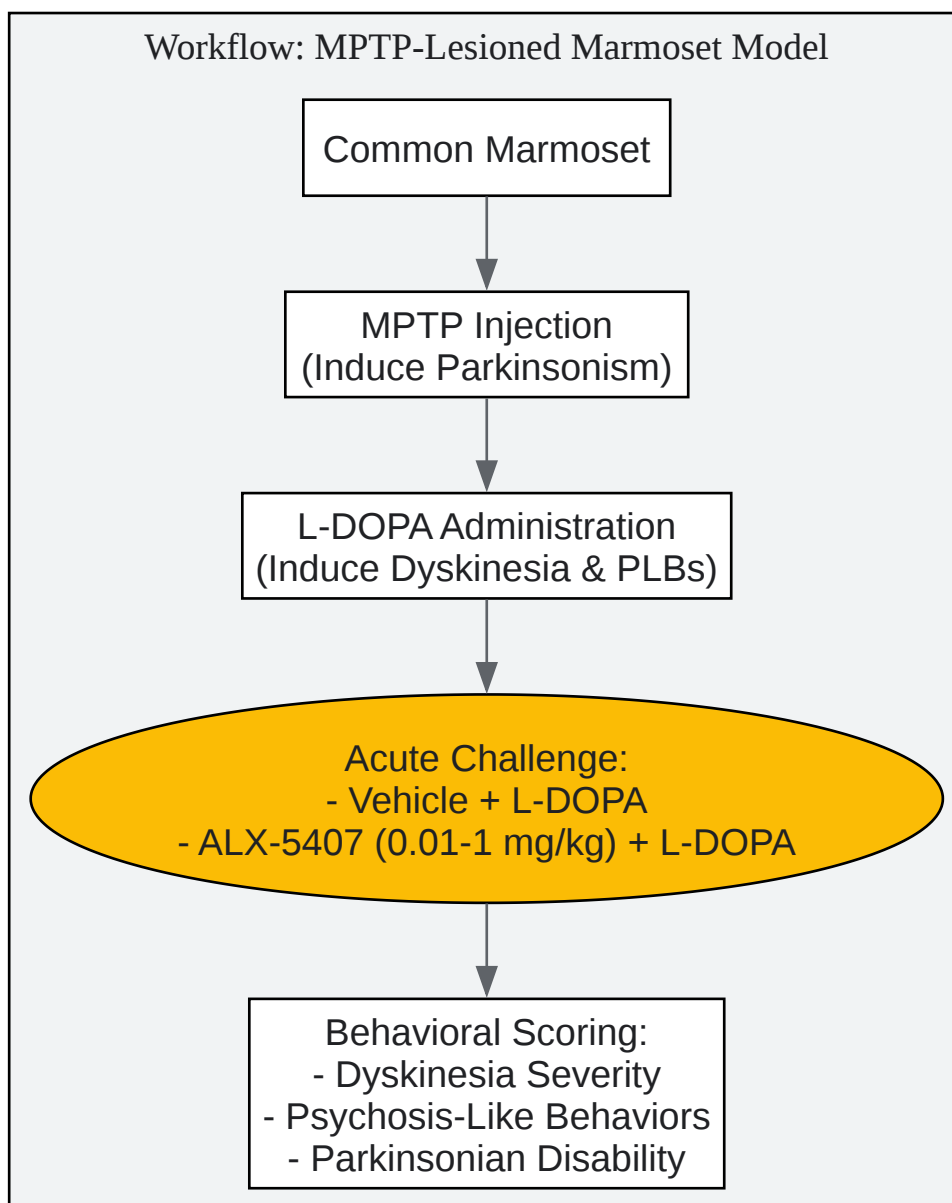 Workflow: MPTP-Lesioned Marmoset Model
Common Marmoset
MPTP Injection
(Induce Parkinsonism)
L-DOPA Administration
(Induce Dyskinesia & PLBs)
Acute Challenge:
- Vehicle + L-DOPA
- ALX-5407 (0.01-1 mg/kg) + L-DOPA
Behavioral Scoring:
- Dyskinesia Severity
- Psychosis-Like Behaviors
- Parkinsonian Disability